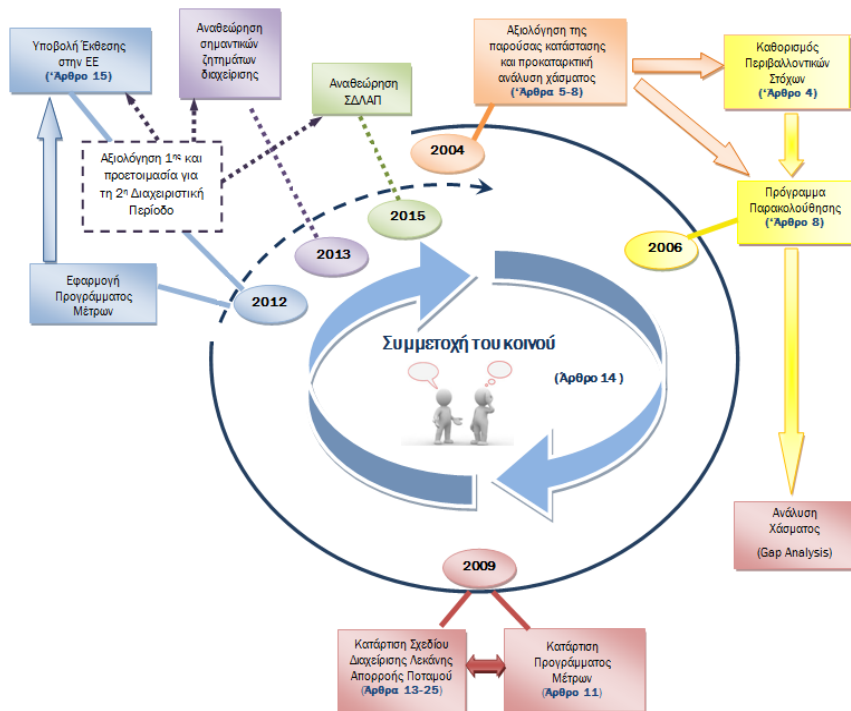 Υποβολή Έκθεσης
στην ΕΕ
(‘Άρθρο 15)
Αναθεώρηση
σημαντικών
ζητημάτων
διαχείρισης
Αναθεώρηση
ΣΔΛΑΠ
Αξιολόγηση της
παρούσας κατάστασης
και προκαταρκτική
ανάλυση χάσματος
(‘Άρθρα 5-8)
Καθορισμός
Περιβαλλοντικών
Στόχων
(‘Άρθρο 4)
2004
Αξιολόγηση 1ης και
προετοιμασία για
τη 2η Διαχειριστική
Περίοδο
2015
Πρόγραμμα
Παρακολούθησης
(‘Άρθρο 8)
2013
2006
Εφαρμογή
Προγράμματος
Μέτρων
2012
Συμμετοχή του κοινού
(Άρθρο 14 )
Ανάλυση
Χάσματος
(Gap Analysis)
2009
Κατάρτιση Σχεδίου
Διαχείρισης Λεκάνης
Απορροής Ποταμού
(Άρθρα 13-25)
Κατάρτιση
Προγράμματος
Μέτρων
(Άρθρο 11)